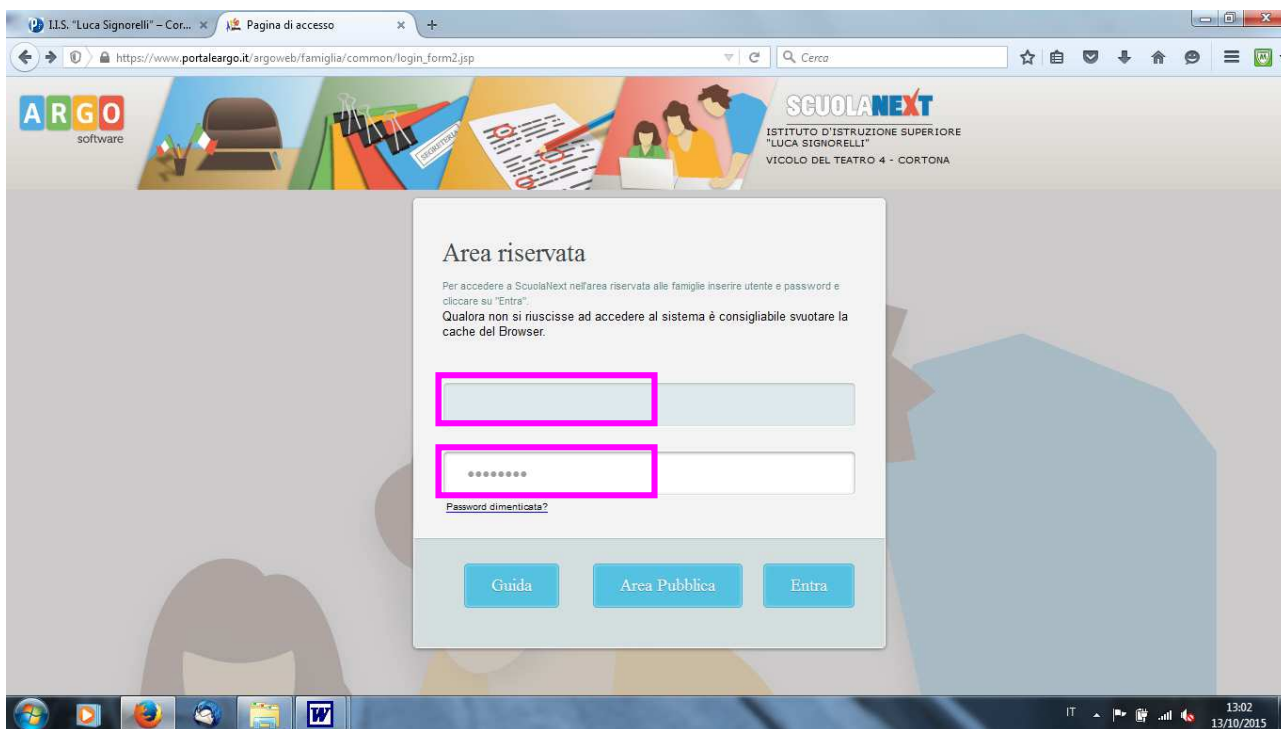 I.I.S. "Luca Signorelli" – Cor...
Pagina di accesso
https://www.portaleargo.it/argoweb/famiglia/common/login_form2.jsp
Cerca
ARGO
software
SEGRETERIA
SCUOLANEXT
ISTITUTO D'ISTRUZIONE SUPERIORE
"LUCA SIGNORELLI"
VICOLO DEL TEATRO 4 - CORTONA
Area riservata
Per accedere a ScuolaNext nell'area riservata alle famiglie inserire utente e password e
cliccare su "Entra".
Qualora non si riuscisse ad accedere al sistema è consigliabile svuotare la
cache del Browser.
Password dimenticata?
Guida
Area Pubblica
Entra
W
IT
13:02
13/10/2015